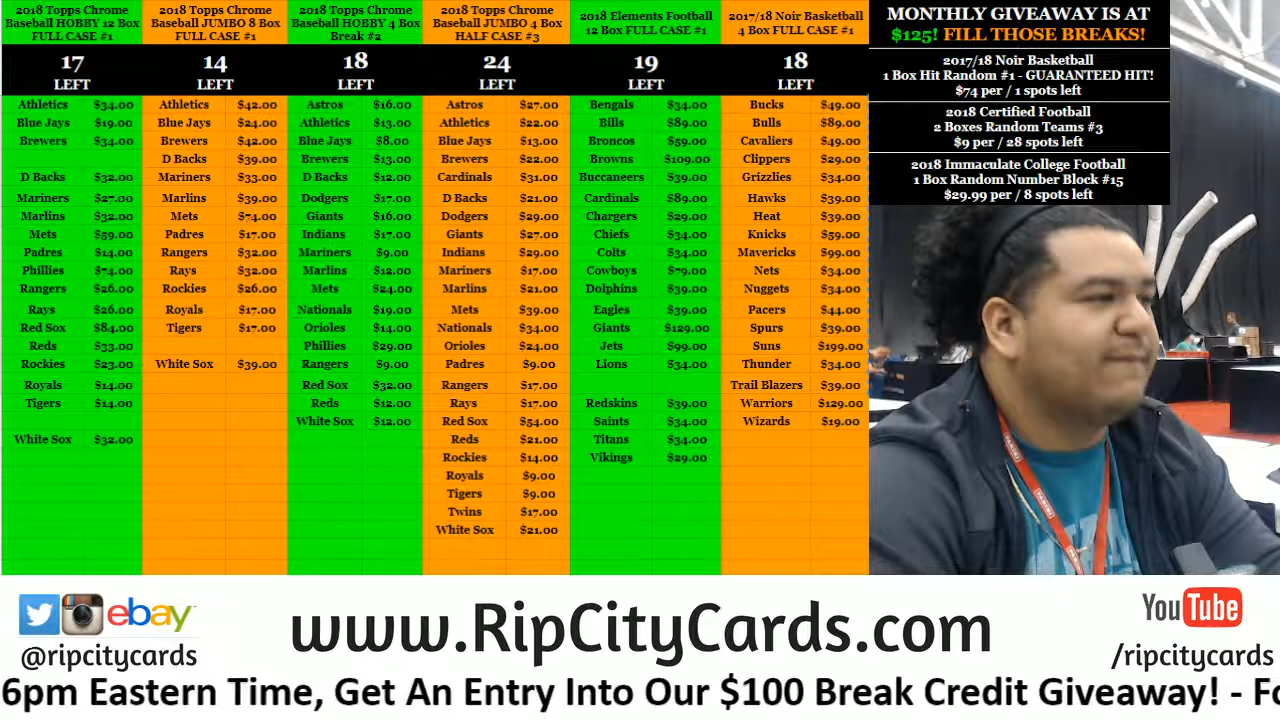 2018 Topps Chrome Baseball HOBBY 12 Box FULL CASE #1
17 LEFT
Athletics $34.00
Blue Jays $19.00
Brewers $34.00
D Backs $32.00
Mariners $27.00
Marlins $32.00
Mets $59.00
Padres $14.00
Phillies $74.00
Rangers $26.00
Rays $26.00
Red Sox $84.00
Reds $33.00
Rockies $23.00
Royals $14.00
Tigers $14.00
White Sox $32.00
2018 Topps Chrome Baseball JUMBO 8 Box FULL CASE #1
14 LEFT
Athletics $42.00
Blue Jays $24.00
Brewers $42.00
D Backs $39.00
Mariners $33.00
Marlins $39.00
Mets $74.00
Padres $17.00
Rangers $32.00
Rays $32.00
Rockies $26.00
Royals $17.00
Tigers $17.00
White Sox $39.00
2018 Topps Chrome Baseball HOBBY 4 Box Break #2
18 LEFT
Astros $16.00
Athletics $13.00
Blue Jays $8.00
Brewers $13.00
D Backs $12.00
Dodgers $17.00
Giants $16.00
Indians $17.00
Mariners $9.00
Marlins $12.00
Mets $24.00
Nationals $19.00
Orioles $14.00
Phillies $29.00
Rangers $9.00
Red Sox $32.00
Reds $12.00
White Sox $12.00
2018 Topps Chrome Baseball JUMBO 4 Box HALF CASE #3
24 LEFT
Astros $27.00
Athletics $22.00
Blue Jays $13.00
Brewers $22.00
Cardinals $31.00
D Backs $21.00
Dodgers $29.00
Giants $27.00
Indians $29.00
Mariners $17.00
Marlins $21.00
Mets $39.00
Nationals $34.00
Orioles $24.00
Padres $9.00
Rangers $17.00
Rays $17.00
Red Sox $54.00
Reds $21.00
Rockies $14.00
Royals $9.00
Tigers $9.00
Twins $17.00
White Sox $21.00
2018 Elements Football 12 Box FULL CASE #1
19 LEFT
Bengals $34.00
Bills $89.00
Broncos $59.00
Browns $109.00
Buccaneers $39.00
Cardinals $89.00
Chargers $29.00
Chiefs $34.00
Colts $34.00
Cowboys $79.00
Dolphins $39.00
Eagles $39.00
Giants $129.00
Jets $99.00
Lions $34.00
Redskins $39.00
Saints $34.00
Titans $34.00
Vikings $29.00
2017/18 Noir Basketball 4 Box FULL CASE #1
18 LEFT
Bucks $49.00
Bulls $89.00
Cavaliers $49.00
Clippers $29.00
Grizzlies $34.00
Hawks $39.00
Heat $39.00
Knicks $59.00
Mavericks $99.00
Nets $34.00
Nuggets $34.00
Pacers $44.00
Spurs $39.00
Suns $199.00
Thunder $34.00
Trail Blazers $39.00
Warriors $129.00
Wizards $19.00
MONTHLY GIVEAWAY IS AT
$125! FILL THOSE BREAKS!
2017/18 Noir Basketball
1 Box Hit Random #1 - GUARANTEED HIT!
$74 per / 1 spots left
2018 Certified Football
2 Boxes Random Teams #3
$9 per / 28 spots left
2018 Immaculate College Football
1 Box Random Number Block #15
$29.99 per / 8 spots left
PANINI
ebay
@ripcitycards
www.RipCityCards.com
YouTube
/ripcitycards
6pm Eastern Time, Get An Entry Into Our $100 Break Credit Giveaway! - Fo